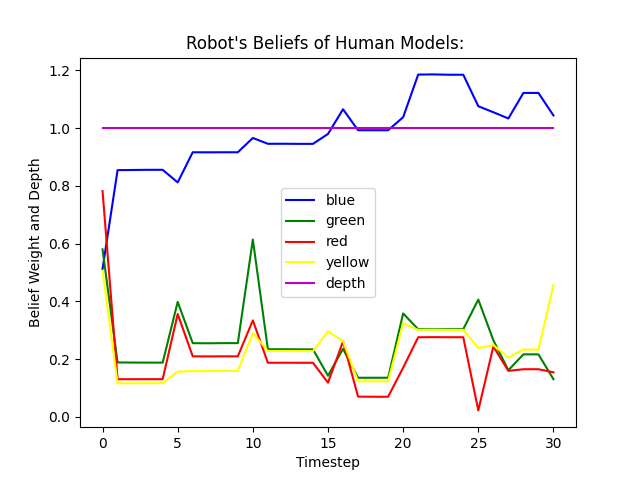 Robot's Beliefs of Human Models:
Belief Weight and Depth
1.2
1.0
0.8
0.6
0.4
0.2
0.0
blue
green
red
yellow
depth
0 5 10 15 20 25 30
Timestep